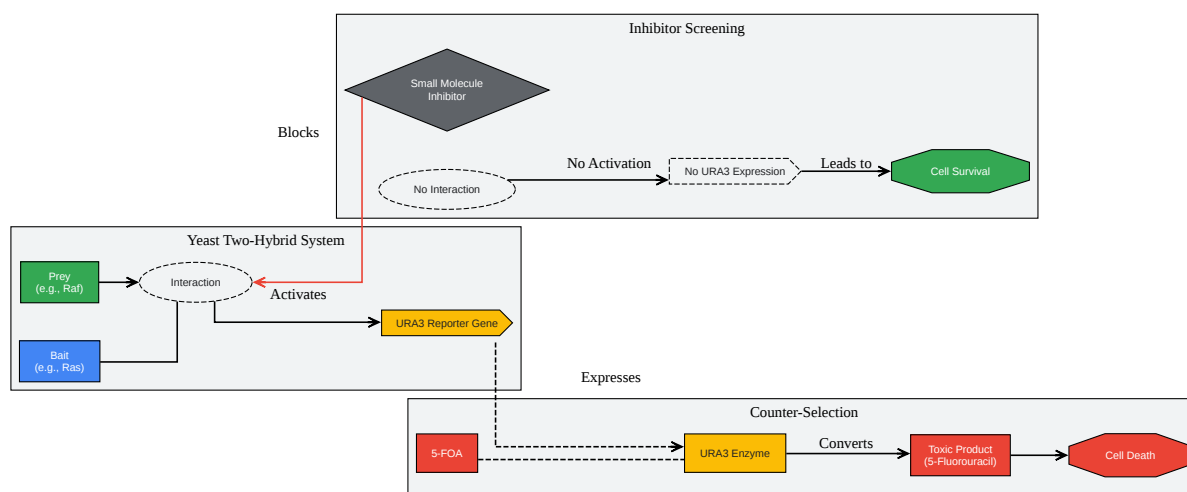 Inhibitor Screening
Small Molecule
Inhibitor
Blocks
No Interaction
No Activation
No URA3 Expression
Leads to
Cell Survival
Yeast Two-Hybrid System
Prey
(e.g., Raf)
Interaction
Activates
URA3 Reporter Gene
Bait
(e.g., Ras)
Expresses
Counter-Selection
5-FOA
URA3 Enzyme
Converts
Toxic Product
(5-Fluorouracil)
Cell Death